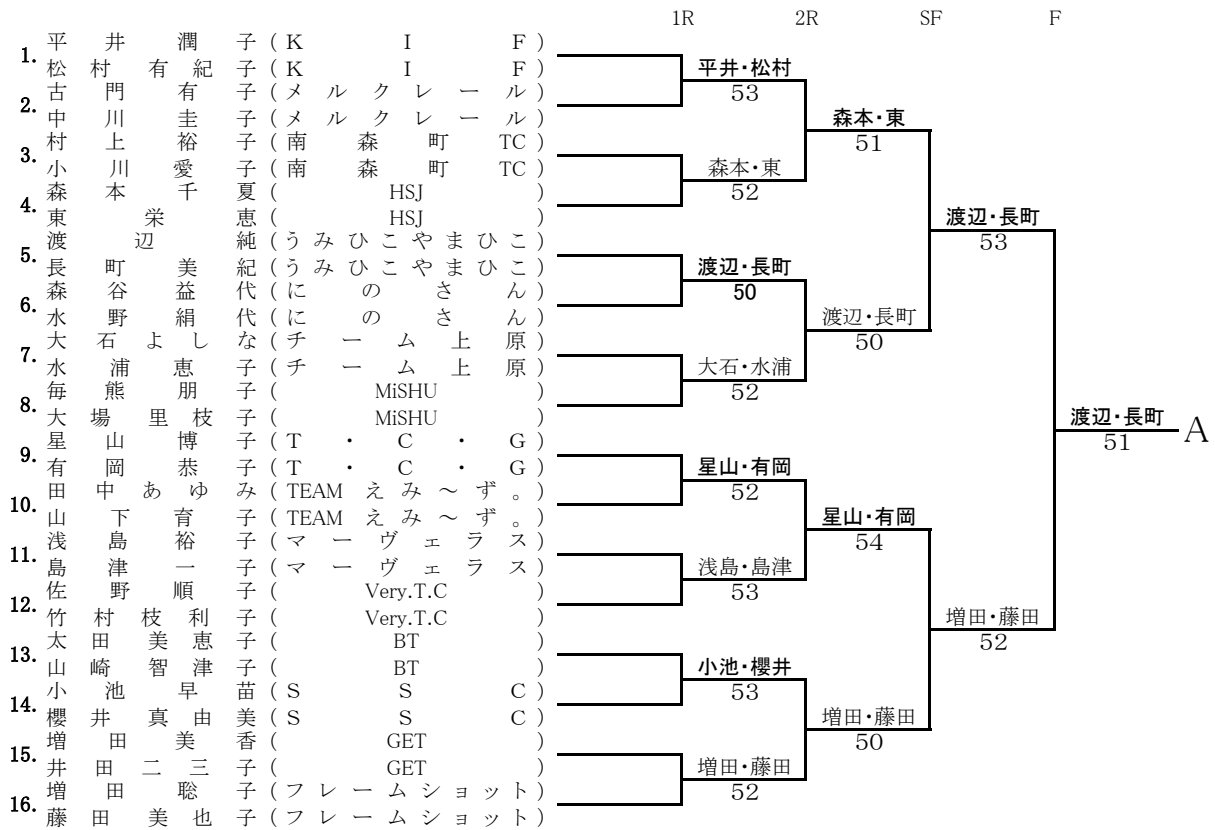 1R 2R SF F
1.
平井潤子(KIF)
松村有紀子(KIF)
2.
古門有子(メルクレール)
中川圭子(メルクレール)
3.
村上裕子(南森町TC)
小川愛子(南森町TC)
4.
森本千夏(HSJ)
東栄恵(HSJ)
5.
渡辺純(うみひこやまひこ)
長町美紀(うみひこやまひこ)
6.
森谷益代(にのさん)
水野絹代(にのさん)
7.
大石よしな(チーム上原)
水浦恵子(チーム上原)
8.
毎熊朋子(MiSHU)
大場里枝子(MiSHU)
9.
星山博子(T・C・G)
有岡恭子(T・C・G)
10.
田中あゆみ(TEAMえみ～ず。)
山下育子(TEAMえみ～ず。)
11.
浅島裕子(マーヴェラス)
島津一子(マーヴェラス)
12.
佐野順子(Very.T.C)
竹村枝利子(Very.T.C)
13.
太田美恵子(BT)
山崎智津子(BT)
14.
小池早苗(SSC)
櫻井真由美(SSC)
15.
増田美香(GET)
井田二三子(GET)
16.
増田聡子(フレームショット)
藤田美也子(フレームショット)
平井・松村
53
森本・東
52
渡辺・長町
50
大石・水浦
52
星山・有岡
52
浅島・島津
53
小池・櫻井
53
増田・藤田
52
森本・東
51
渡辺・長町
50
星山・有岡
54
増田・藤田
50
渡辺・長町
53
増田・藤田
52
渡辺・長町
51
A